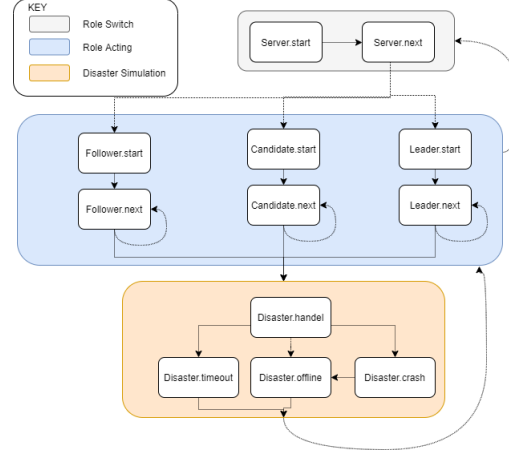 KEY
Role Switch
Role Acting
Disaster Simulation
Server.start
Server.next
Follower.start
Candidate.start
Leader.start
Follower.next
Candidate.next
Leader.next
Disaster.handel
Disaster.timeout
Disaster.offline
Disaster.crash